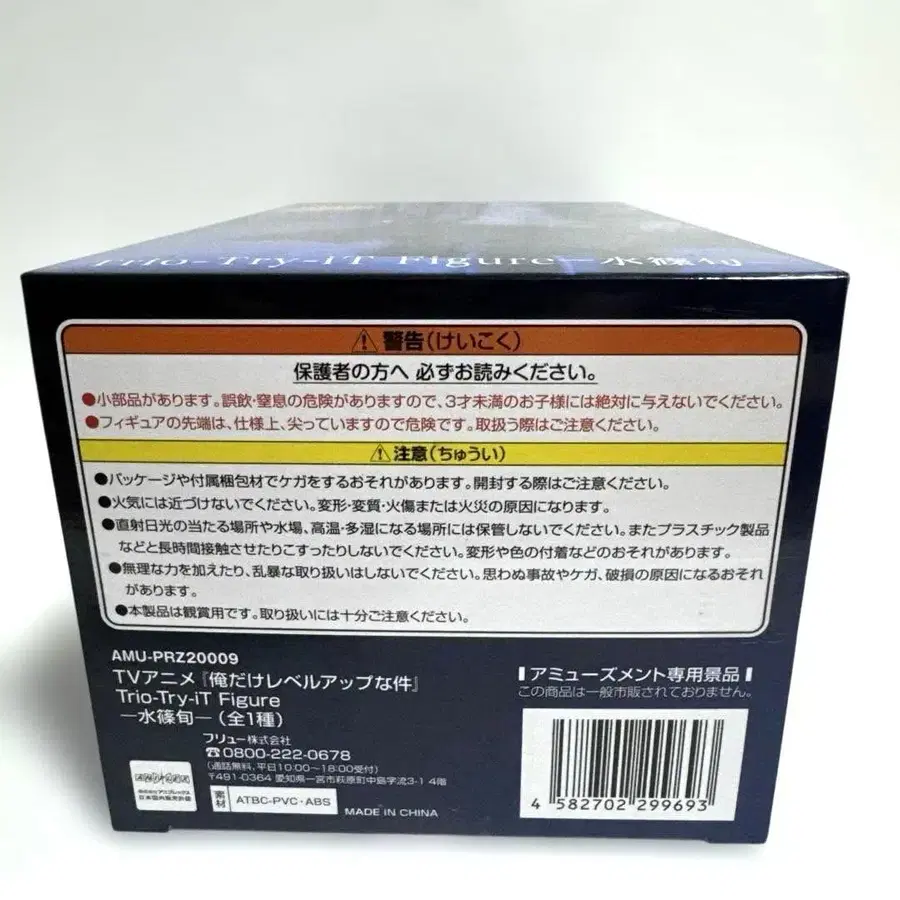 Trio-Try-iT Figure ―水篠旬
警告(けいこく)
保護者の方へ 必ずお読みください。
●小部品があります。誤飲・窒息の危険がありますので、3才未満のお子様には絶対に与えないでください。
●フィギュアの先端は、仕様上、尖っていますので危険です。取扱う際はご注意ください。
注意(ちゅうい)
●パッケージや付属梱包材でケガをするおそれがあります。開封する際はご注意ください。
●火気には近づけないでください。変形・変質・火傷または火災の原因になります。
●直射日光の当たる場所や水場、高温・多湿になる場所には保管しないでください。またプラスチック製品
などと長時間接触させたりこすったりしないでください。変形や色の付着などのおそれがあります。
●無理な力を加えたり、乱暴な取り扱いはしないでください。思わぬ事故やケガ、破損の原因になるおそれ
があります。
●本製品は観賞用です。取り扱いには十分ご注意ください。
AMU-PRZ20009
TVアニメ『俺だけレベルアップな件』
Trio-Try-iT Figure
―水篠旬―(全1種)
フリュー株式会社
☎0800-222-0678
(通話無料、平日10:00~18:00受付)
〒491-0364 愛知県一宮市萩原町中島字流3-1 4階
素材 ATBC-PVC・ABS
MADE IN CHINA
アミューズメント専用景品
この商品は一般市販されておりません。
4 582702 299693
株式会社アニプレックス
日本国内販売許諾